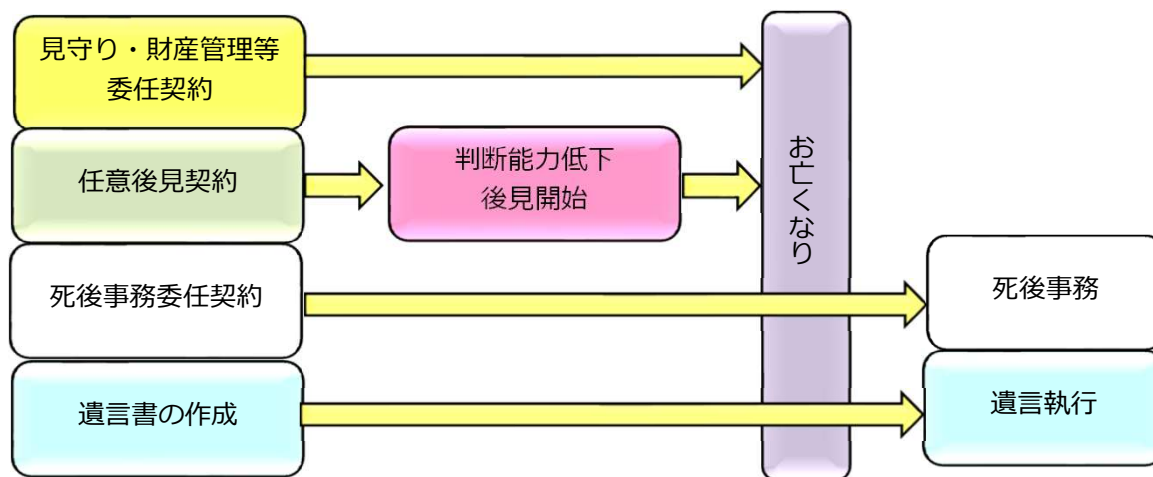 見守り・財産管理等
委任契約
任意後見契約
判断能力低下
後見開始
お亡くなり
死後事務委任契約
死後事務
遺言書の作成
遺言執行